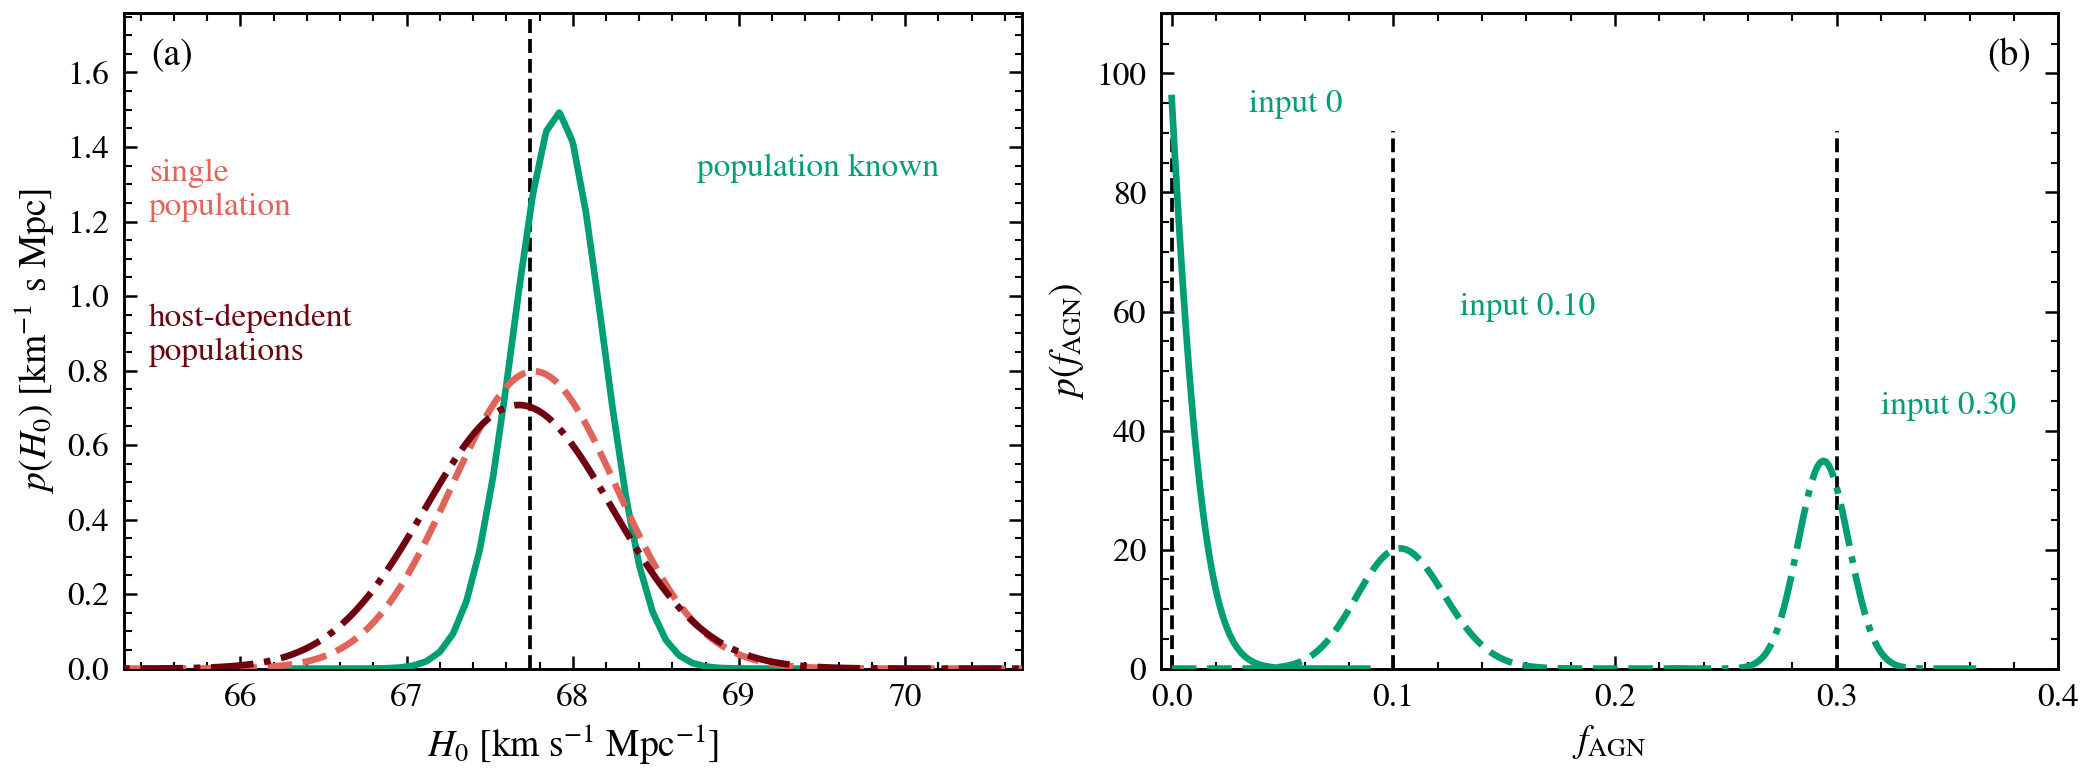 (a)
single
population
population known
host-dependent
populations
1.6
1.4
1.2
1.0
0.8
0.6
0.4
0.2
0.0
p(H₀) [km⁻¹ s Mpc]
66
67
68
69
70
H₀ [km s⁻¹ Mpc⁻¹]
(b)
input 0
input 0.10
input 0.30
100
80
60
40
20
0
p(f_AGN)
0.0
0.1
0.2
0.3
0.4
f_AGN